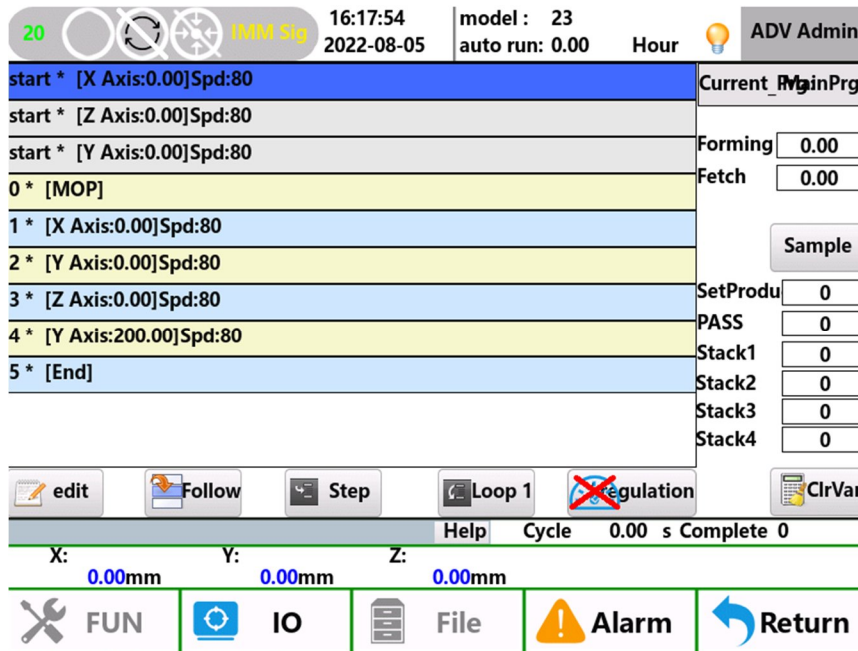 20 IMM Sig 16:17:54 model : 23 ADV Admin
2022-08-05 auto run: 0.00 Hour
start * [X Axis:0.00]Spd:80
start * [Z Axis:0.00]Spd:80
start * [Y Axis:0.00]Spd:80
0 * [MOP]
1 * [X Axis:0.00]Spd:80
2 * [Y Axis:0.00]Spd:80
3 * [Z Axis:0.00]Spd:80
4 * [Y Axis:200.00]Spd:80
5 * [End]
Current_Prg: MainPrg
Forming 0.00
Fetch 0.00
Sample
SetProdu 0
PASS 0
Stack1 0
Stack2 0
Stack3 0
Stack4 0
edit Follow Step Loop 1 regulation ClrVar
Help Cycle 0.00 s Complete 0
X: Y: Z:
0.00mm 0.00mm 0.00mm
FUN IO File Alarm Return